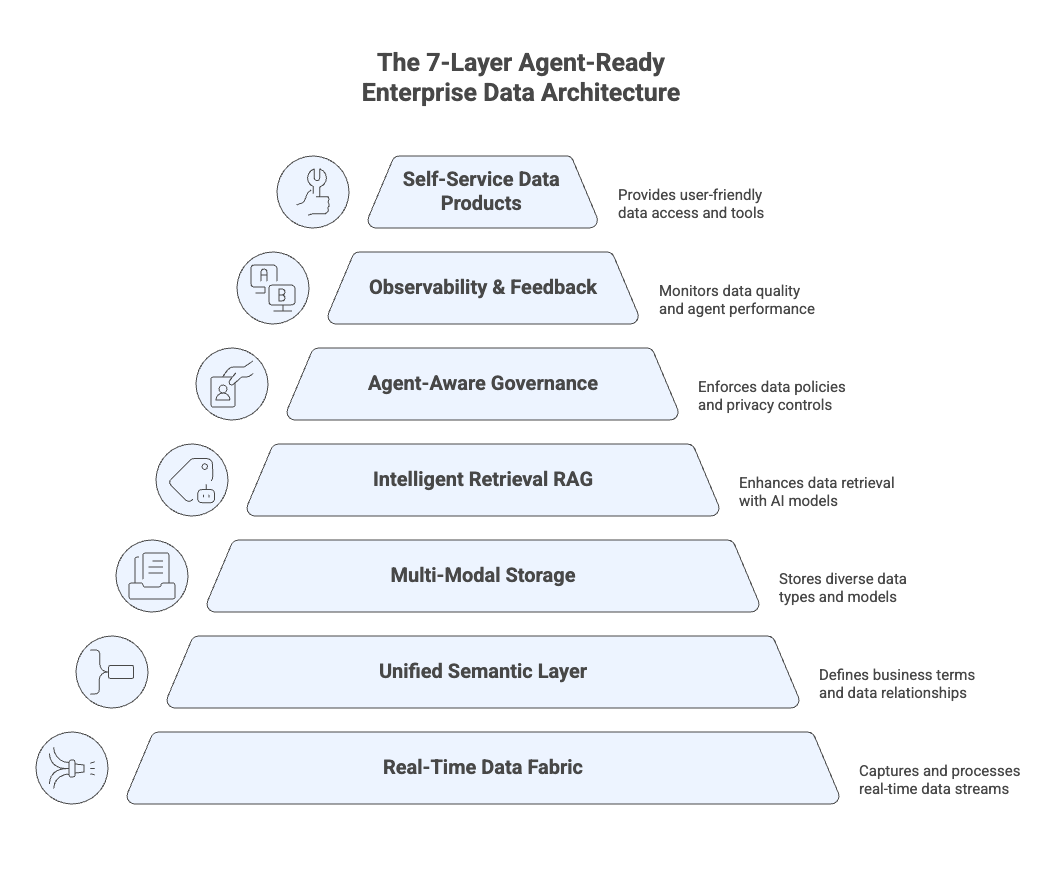 The 7-Layer Agent-Ready
Enterprise Data Architecture
Self-Service Data
Products
Provides user-friendly
data access and tools
A
B
Observability & Feedback
Monitors data quality
and agent performance
Agent-Aware Governance
Enforces data policies
and privacy controls
Intelligent Retrieval RAG
Enhances data retrieval
with AI models
Multi-Modal Storage
Stores diverse data
types and models
Unified Semantic Layer
Defines business terms
and data relationships
Real-Time Data Fabric
Captures and processes
real-time data streams